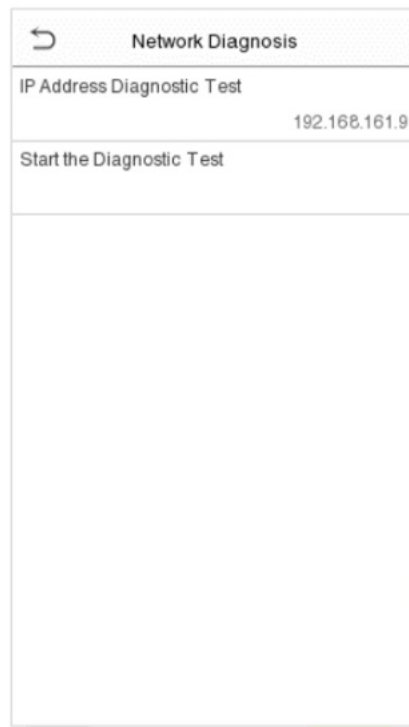 Network Diagnosis
IP Address Diagnostic Test
192.168.161.9
Start the Diagnostic Test